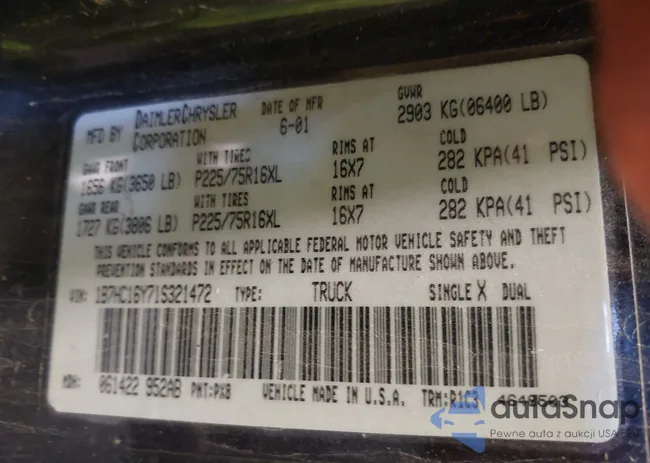 MFD BY DAIMLERCHRYSLER CORPORATION DATE OF MFR 6-01 GVWR 2903 KG(06400 LB)
GAWR FRONT WITH TIRES RIMS AT COLD
1656 KG(3650 LB) P225/75R16XL 16X7 282 KPA(41 PSI)
GAWR REAR WITH TIRES RIMS AT COLD
1727 KG(3806 LB) P225/75R16XL 16X7 282 KPA(41 PSI)
THIS VEHICLE CONFORMS TO ALL APPLICABLE FEDERAL MOTOR VEHICLE SAFETY AND THEFT
PREVENTION STANDARDS IN EFFECT ON THE DATE OF MANUFACTURE SHOWN ABOVE.
VIN: 1B7HC16Y71S321472 TYPE: TRUCK SINGLE X DUAL
MDH: 061422 952AB PNT:PX8 VEHICLE MADE IN U.S.A. TRM:R1C3 4648503
autaSnap
Pewne auta z aukcji USA